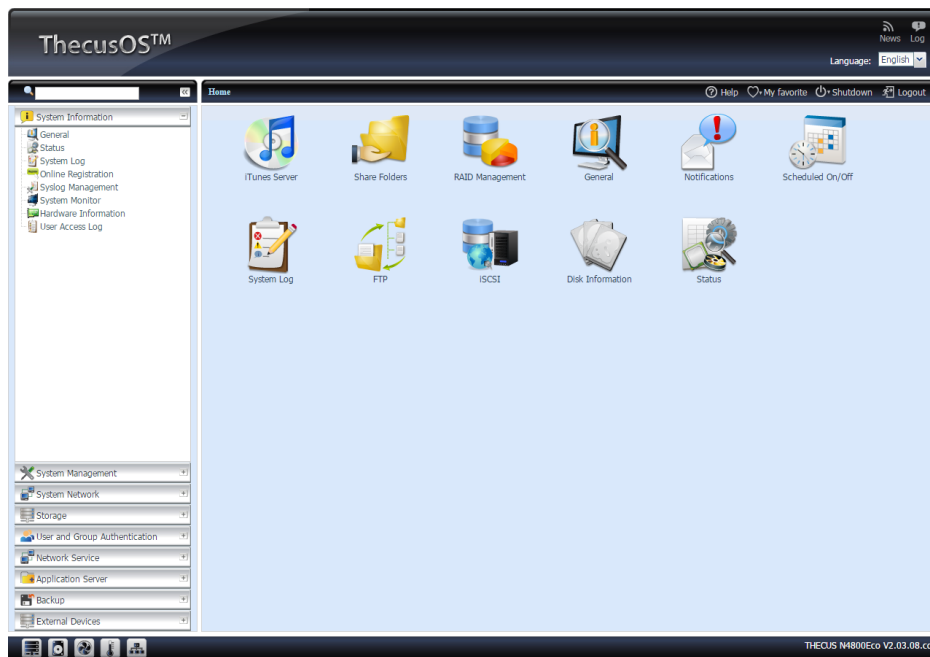 ThecusOS™
News Log
Language: English
Home
Help My favorite Shutdown Logout
System Information
General
Status
System Log
Online Registration
Syslog Management
System Monitor
Hardware Information
User Access Log
System Management
System Network
Storage
User and Group Authentication
Network Service
Application Server
Backup
External Devices
iTunes Server Share Folders RAID Management General Notifications Scheduled On/Off
System Log FTP iSCSI Disk Information Status
THECUS N4800Eco V2.03.08.c